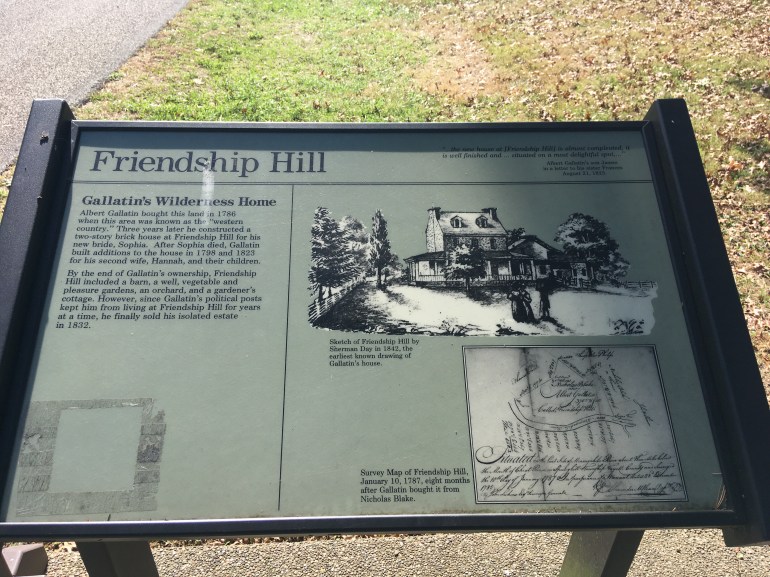 Friendship Hill
"...the new house at [Friendship Hill] is almost completed, it
is well finished and ... situated on a most delightful spot..."
Albert Gallatin's son James
in a letter to his sister Frances
Gallatin's Wilderness Home
Albert Gallatin bought this land in 1786
when this area was known as the "western
country." Three years later he constructed a
two-story brick house at Friendship Hill for his
new bride, Sophia. After Sophia died, Gallatin
built additions to the house in 1798 and 1823
for his second wife, Hannah, and their children.
By the end of Gallatin's ownership, Friendship
Hill included a barn, a well, vegetable and
pleasure gardens, an orchard, and a gardener's
cottage. However, since Gallatin's political posts
kept him from living at Friendship Hill for years
at a time, he finally sold his isolated estate
in 1832.
Sketch of Friendship Hill by
Sherman Day in 1842, the
earliest known drawing of
Gallatin's house.
Survey Map of Friendship Hill,
January 10, 1787, eight months
after Gallatin bought it from
Nicholas Blake.
Albert Gallatin
Situated